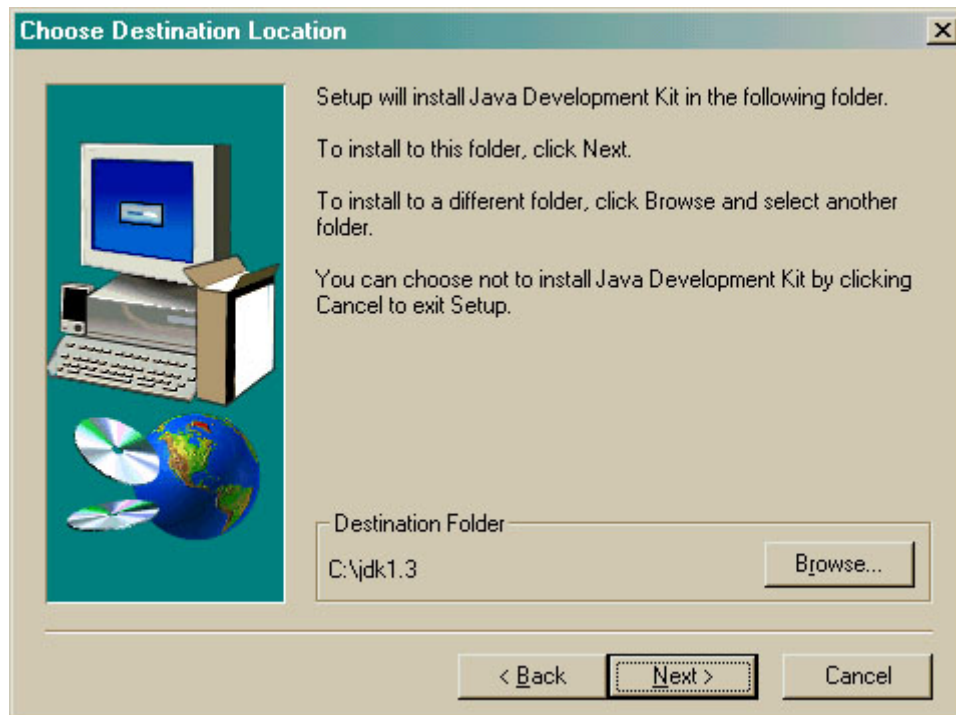 Choose Destination Location
Setup will install Java Development Kit in the following folder.
To install to this folder, click Next.
To install to a different folder, click Browse and select another
folder.
You can choose not to install Java Development Kit by clicking
Cancel to exit Setup.
Destination Folder
C:\jdk1.3
Browse...
< Back
Next >
Cancel